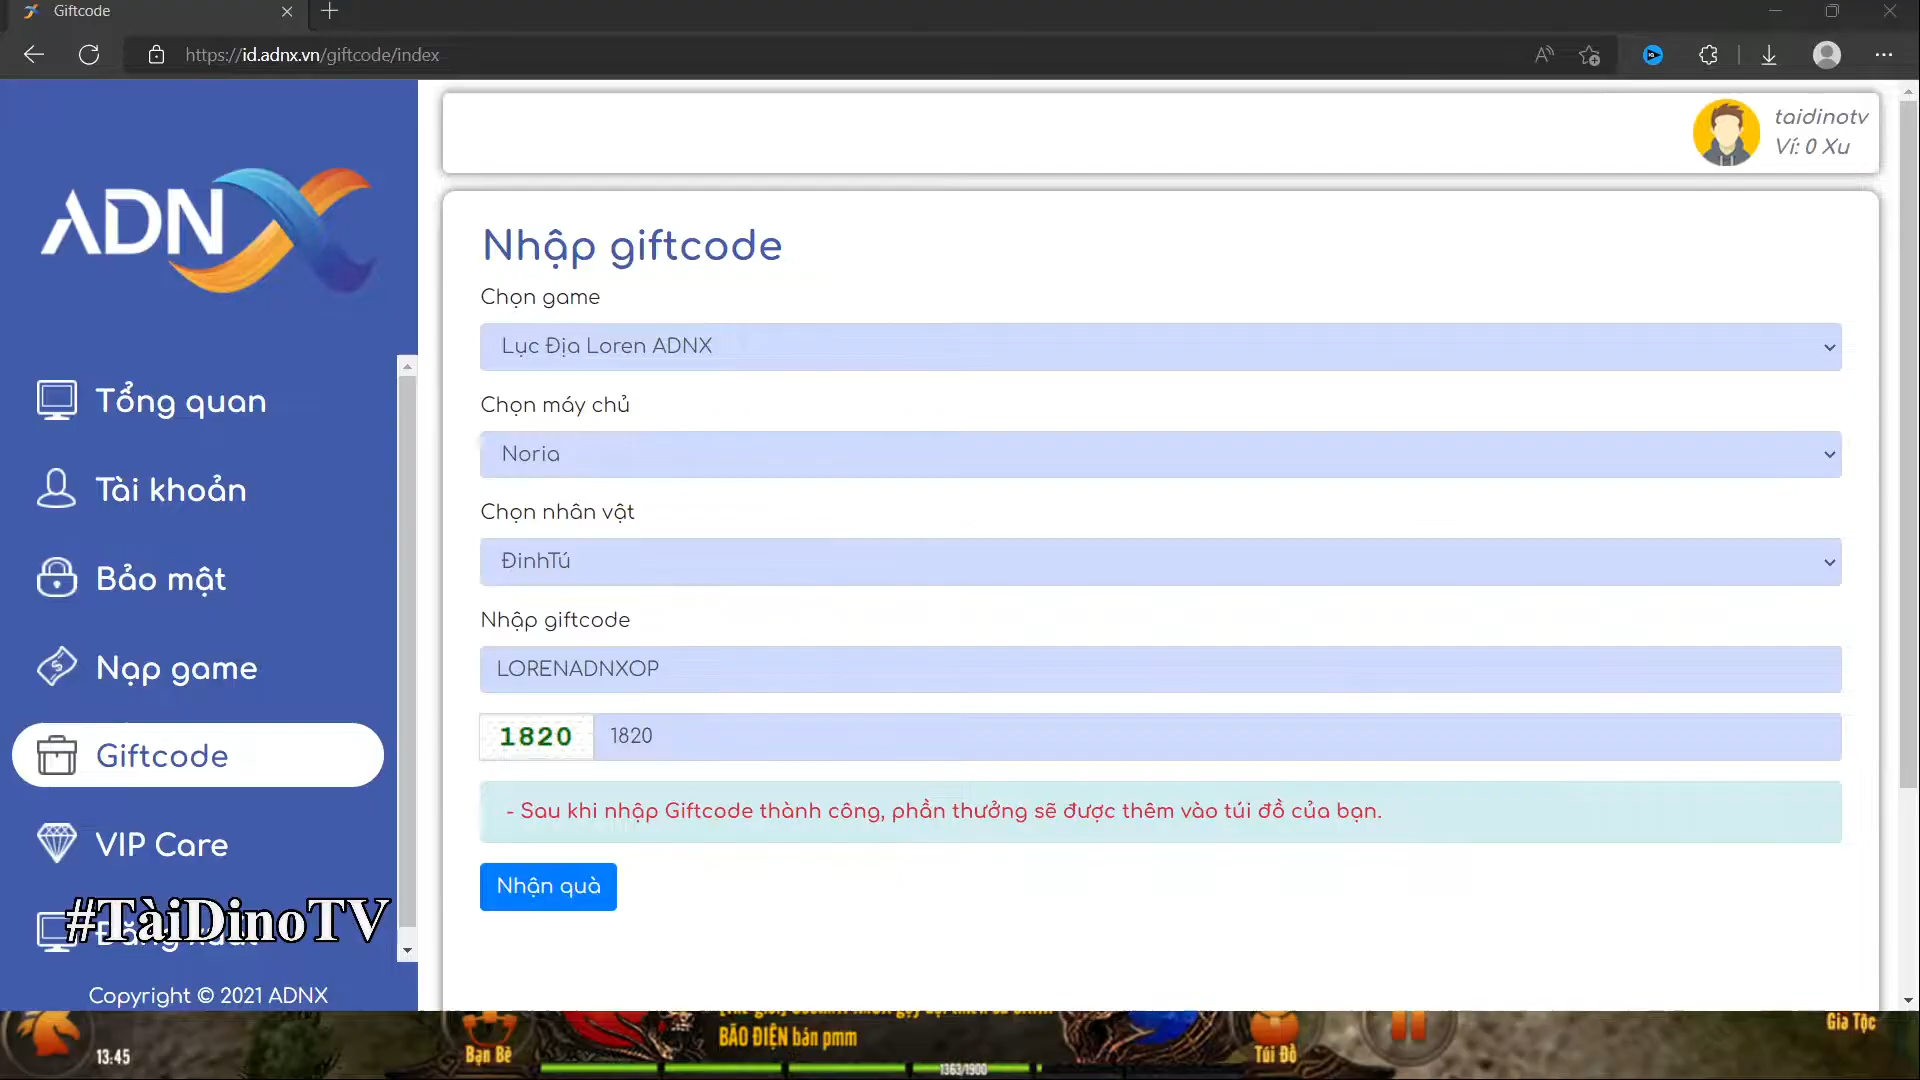 Giftcode
https://id.adnx.vn/giftcode/index
taidinotv
Ví: 0 Xu
ADNX
Nhập giftcode
Chọn game
Lục Địa Loren ADNX
Chọn máy chủ
Noria
Chọn nhân vật
ĐinhTú
Nhập giftcode
LORENADNXOP
1820
1820
- Sau khi nhập Giftcode thành công, phần thưởng sẽ được thêm vào túi đồ của bạn.
Nhận quà
Tổng quan
Tài khoản
Bảo mật
Nạp game
Giftcode
VIP Care
#TàiDinoTV
Copyright © 2021 ADNX
13:45
Bạn Bè
BÃO ĐIỆN bán pmm
1363/1900
Túi Đồ
Gia Tộc